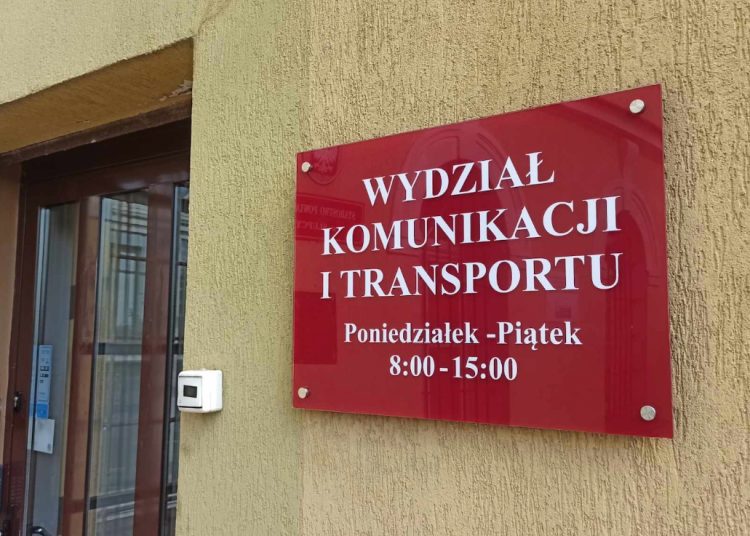 WYDZIAŁ
KOMUNIKACJI
I TRANSPORTU
Poniedziałek -Piątek
8:00-15:00